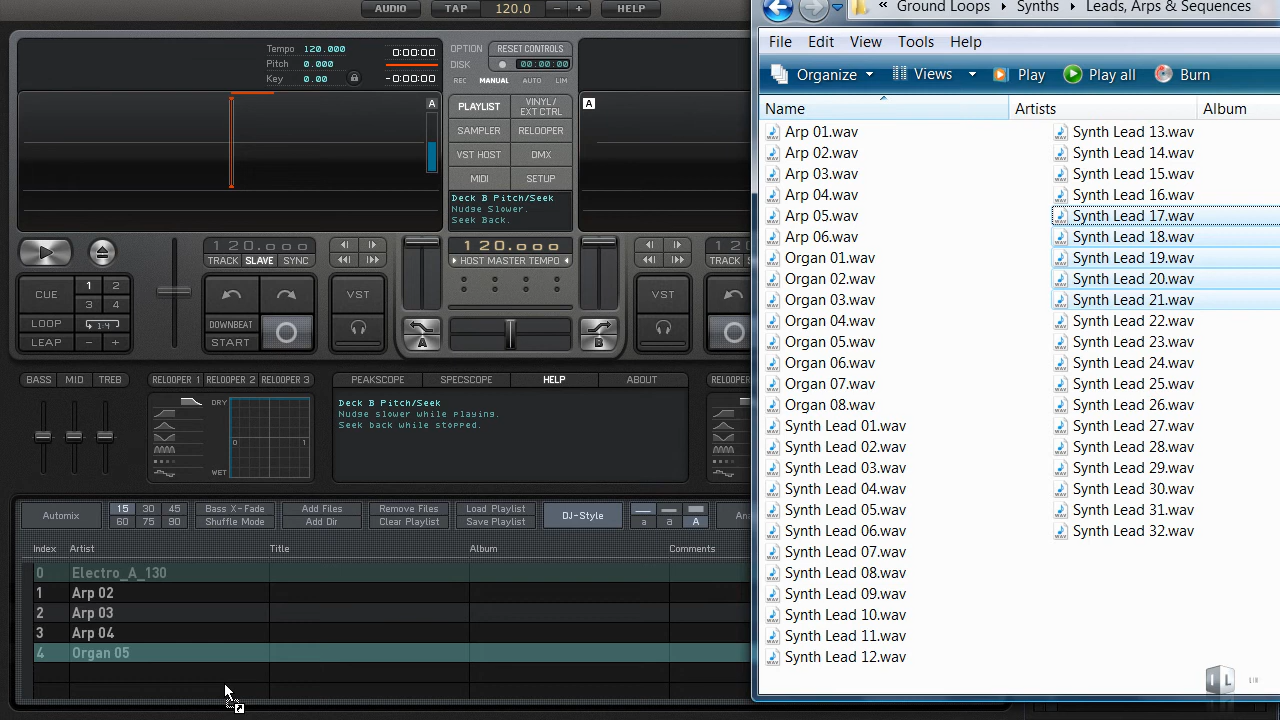 AUDIO TAP 120.0 − + HELP
« Ground Loops › Synths › Leads, Arps & Sequences
File Edit View Tools Help
Organize Views Play Play all Burn
Name Artists Album
Tempo 120.000
Pitch 0.000
Key 0.00
0:00:00
-0:00:00
OPTION RESET CONTROLS
DISK 00:00:00
REC MANUAL AUTO LIM
A
PLAYLIST VINYL/ EXT CTRL
SAMPLER RELOOPER
VST HOST DMX
MIDI SETUP
Deck B Pitch/Seek
Nudge Slower.
Seek Back.
A
120.000
TRACK SLAVE SYNC
120.000
HOST MASTER TEMPO
TRACK
CUE 1 2
3 4
LOOP 1:4
LEAP − +
DOWNBEAT
START
A
B
VST
BASS MID TREB
RELOOPER 1 RELOOPER 2 RELOOPER 3
PEAKSCOPE SPECSCOPE HELP ABOUT
DRY
0 1
WET
Deck B Pitch/Seek
Nudge slower while playing.
Seek back while stopped.
Automix
15 30 45
60 75 90
Bass X-Fade
Shuffle Mode
Add Files
Add Dir
Remove Files
Clear Playlist
Load Playlist
Save Playlist
DJ-Style
a a A
Index Artist Title Album Comments
0 Electro_A_130
1 Arp 02
2 Arp 03
3 Arp 04
4 Organ 05
Arp 01.wav
Arp 02.wav
Arp 03.wav
Arp 04.wav
Arp 05.wav
Arp 06.wav
Organ 01.wav
Organ 02.wav
Organ 03.wav
Organ 04.wav
Organ 05.wav
Organ 06.wav
Organ 07.wav
Organ 08.wav
Synth Lead 01.wav
Synth Lead 02.wav
Synth Lead 03.wav
Synth Lead 04.wav
Synth Lead 05.wav
Synth Lead 06.wav
Synth Lead 07.wav
Synth Lead 08.wav
Synth Lead 09.wav
Synth Lead 10.wav
Synth Lead 11.wav
Synth Lead 12.wav
Synth Lead 13.wav
Synth Lead 14.wav
Synth Lead 15.wav
Synth Lead 16.wav
Synth Lead 17.wav
Synth Lead 18.wav
Synth Lead 19.wav
Synth Lead 20.wav
Synth Lead 21.wav
Synth Lead 22.wav
Synth Lead 23.wav
Synth Lead 24.wav
Synth Lead 25.wav
Synth Lead 26.wav
Synth Lead 27.wav
Synth Lead 28.wav
Synth Lead 29.wav
Synth Lead 30.wav
Synth Lead 31.wav
Synth Lead 32.wav